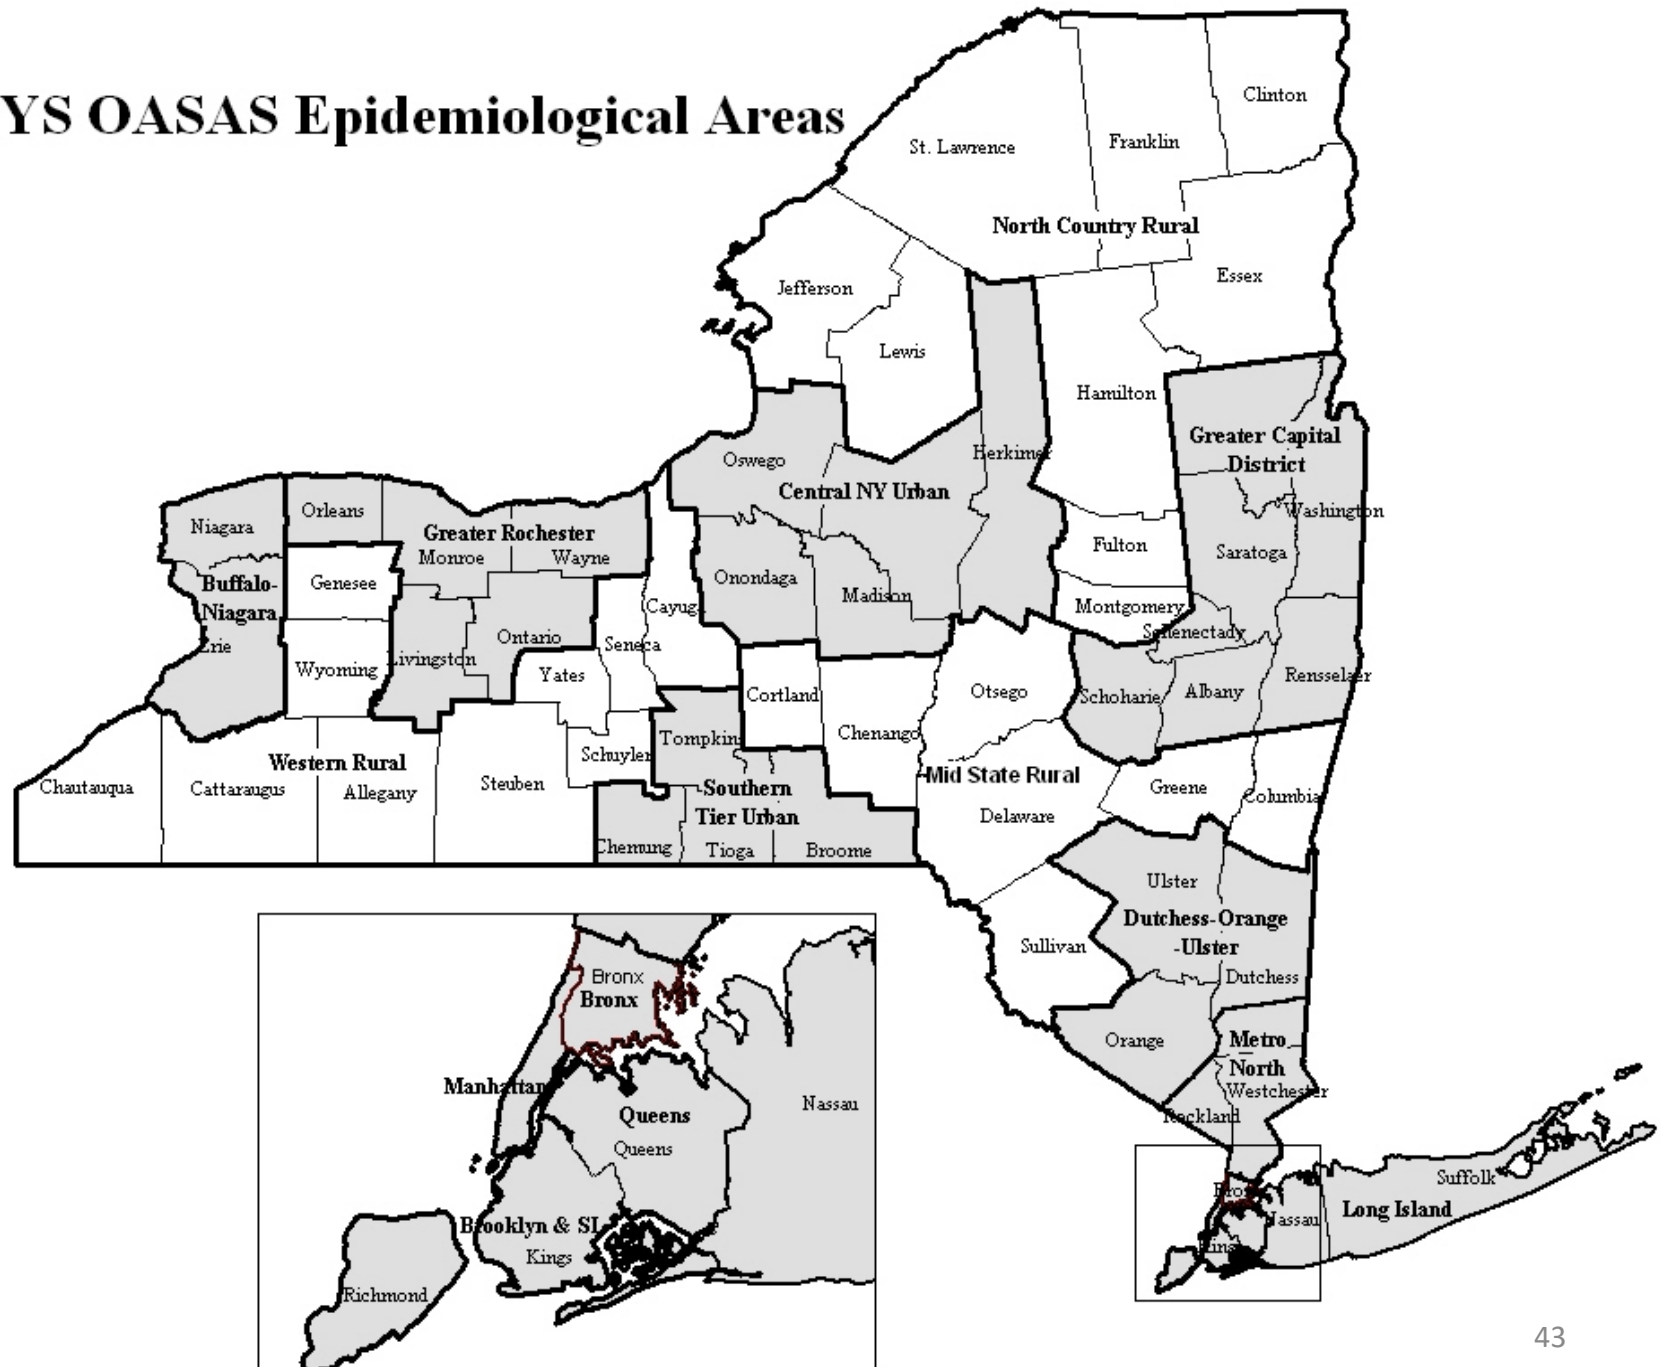 YS OASAS Epidemiological Areas
Clinton
Franklin
St. Lawrence
North Country Rural
Essex
Jefferson
Lewis
Hamilton
Greater Capital
District
Herkimer
Oswego
Central NY Urban
Washington
Orleans
Niagara
Greater Rochester
Monroe
Wayne
Fulton
Saratoga
Genesee
Buffalo-
Niagara
Onondaga
Madison
Montgomery
Cayug
Schenectady
Ontario
Seneca
Erie
Livingston
Wyoming
Yates
Rensselaer
Cortland
Otsego
Schoharie
Albany
Chenango
Tompkin
Schuyler
Western Rural
Mid State Rural
Chautauqua
Cattaraugus
Allegany
Steuben
Southern
Tier Urban
Greene
Columbia
Delaware
Chemung
Tioga
Broome
Ulster
Dutchess-Orange
-Ulster
Sullivan
Dutchess
Orange
Metro
North
Westchester
Rockland
Bronx
Bronx
Manhattan
Nassau
Queens
Queens
Brooklyn & SI
Kings
Richmond
Suffolk
Long Island
Nassau
43